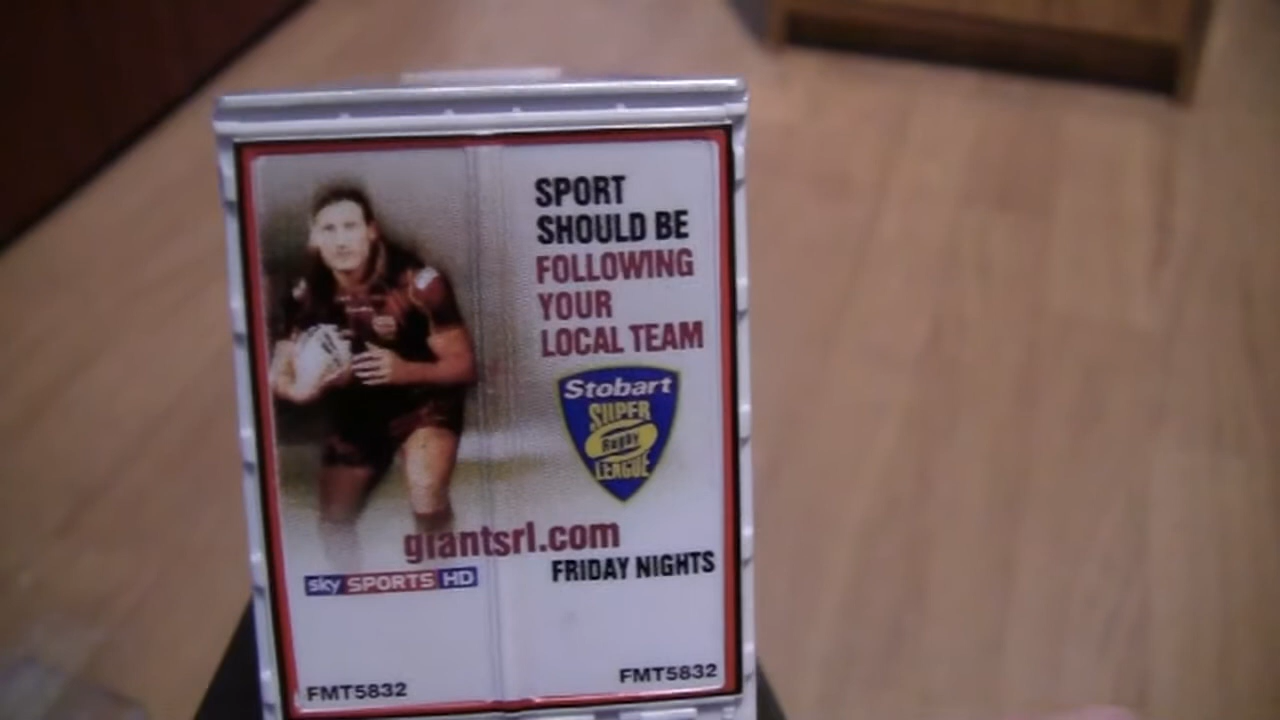 SPORT
SHOULD BE
FOLLOWING
YOUR
LOCAL TEAM
Stobart
SUPER
Rugby
LEAGUE
giantsrl.com
FRIDAY NIGHTS
sky SPORTS HD
FMT5832
FMT5832